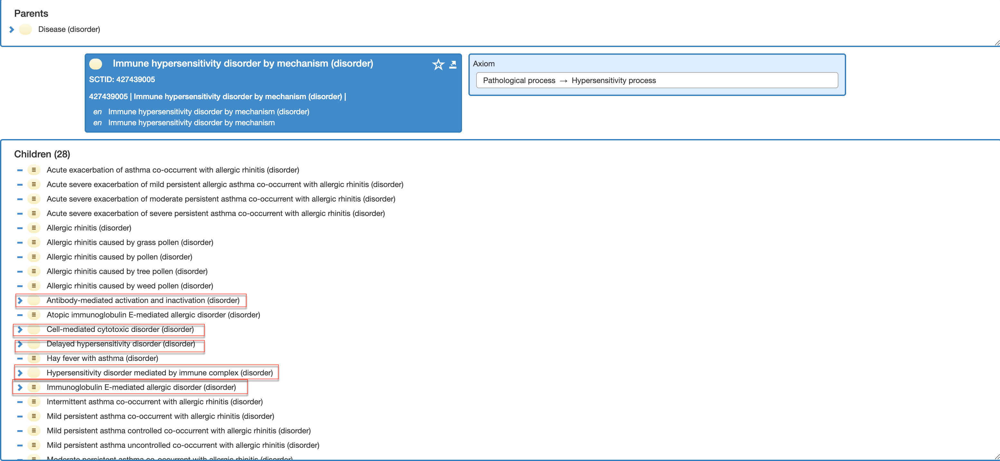 Parents
Disease (disorder)
Immune hypersensitivity disorder by mechanism (disorder)
SCTID: 427439005
427439005 | Immune hypersensitivity disorder by mechanism (disorder) |
en Immune hypersensitivity disorder by mechanism (disorder)
en Immune hypersensitivity disorder by mechanism
Axiom
Pathological process → Hypersensitivity process
Children (28)
Acute exacerbation of asthma co-occurrent with allergic rhinitis (disorder)
Acute severe exacerbation of mild persistent allergic asthma co-occurrent with allergic rhinitis (disorder)
Acute severe exacerbation of moderate persistent asthma co-occurrent with allergic rhinitis (disorder)
Acute severe exacerbation of severe persistent asthma co-occurrent with allergic rhinitis (disorder)
Allergic rhinitis (disorder)
Allergic rhinitis caused by grass pollen (disorder)
Allergic rhinitis caused by pollen (disorder)
Allergic rhinitis caused by tree pollen (disorder)
Allergic rhinitis caused by weed pollen (disorder)
Antibody-mediated activation and inactivation (disorder)
Atopic immunoglobulin E-mediated allergic disorder (disorder)
Cell-mediated cytotoxic disorder (disorder)
Delayed hypersensitivity disorder (disorder)
Hay fever with asthma (disorder)
Hypersensitivity disorder mediated by immune complex (disorder)
Immunoglobulin E-mediated allergic disorder (disorder)
Intermittent asthma co-occurrent with allergic rhinitis (disorder)
Mild persistent asthma co-occurrent with allergic rhinitis (disorder)
Mild persistent asthma controlled co-occurrent with allergic rhinitis (disorder)
Mild persistent asthma uncontrolled co-occurrent with allergic rhinitis (disorder)
Moderate persistent asthma co-occurrent with allergic rhinitis (disorder)